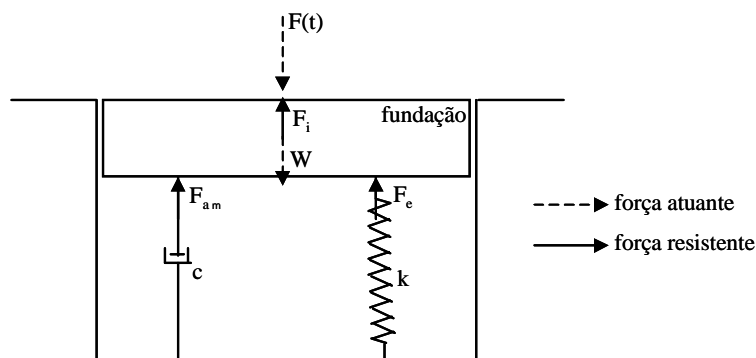 F(t)
F_i
fundação
W
F_am
F_e
c
k
força atuante
força resistente